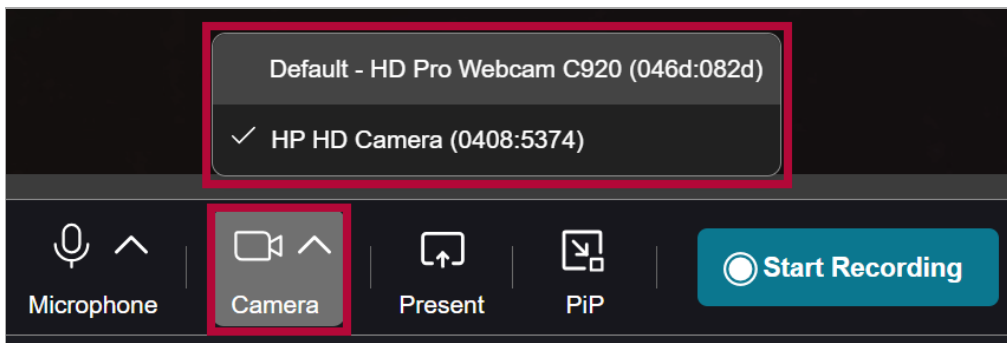 Default - HD Pro Webcam C920 (046d:082d)
HP HD Camera (0408:5374)
Microphone
Camera
Present
PiP
Start Recording